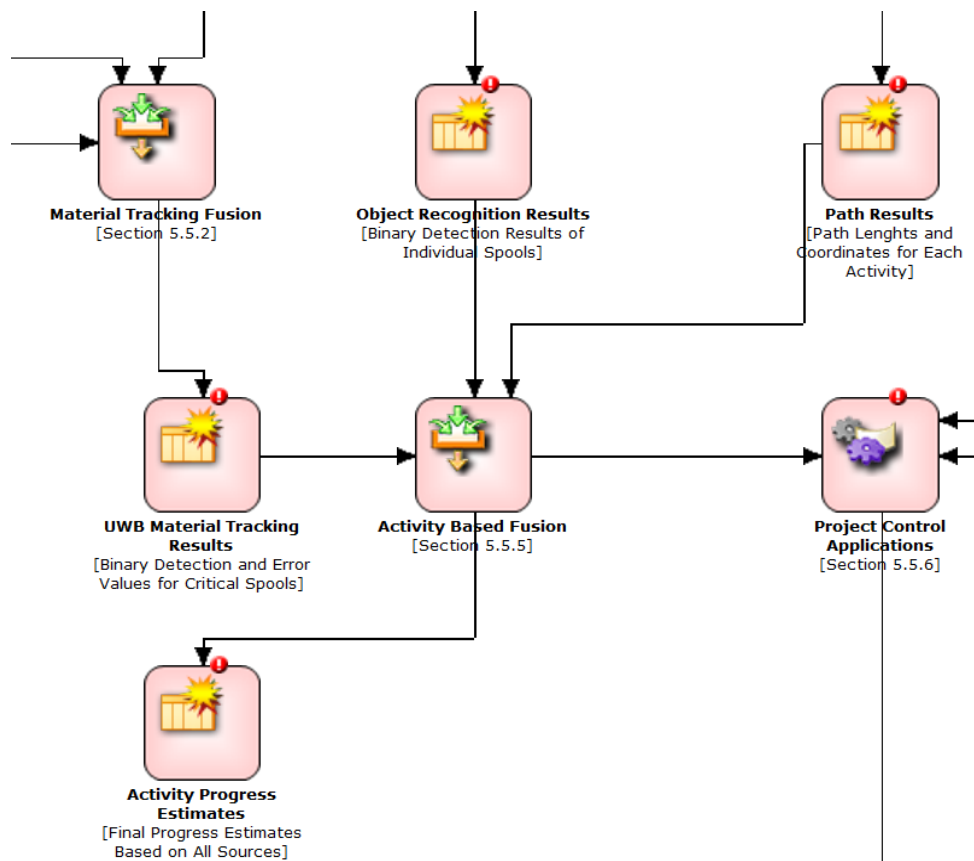 Material Tracking Fusion
[Section 5.5.2]
Object Recognition Results
[Binary Detection Results of
Individual Spools]
Path Results
[Path Lenghts and
Coordinates for Each
Activity]
UWB Material Tracking
Results
[Binary Detection and Error
Values for Critical Spools]
Activity Based Fusion
[Section 5.5.5]
Project Control
Applications
[Section 5.5.6]
Activity Progress
Estimates
[Final Progress Estimates
Based on All Sources]